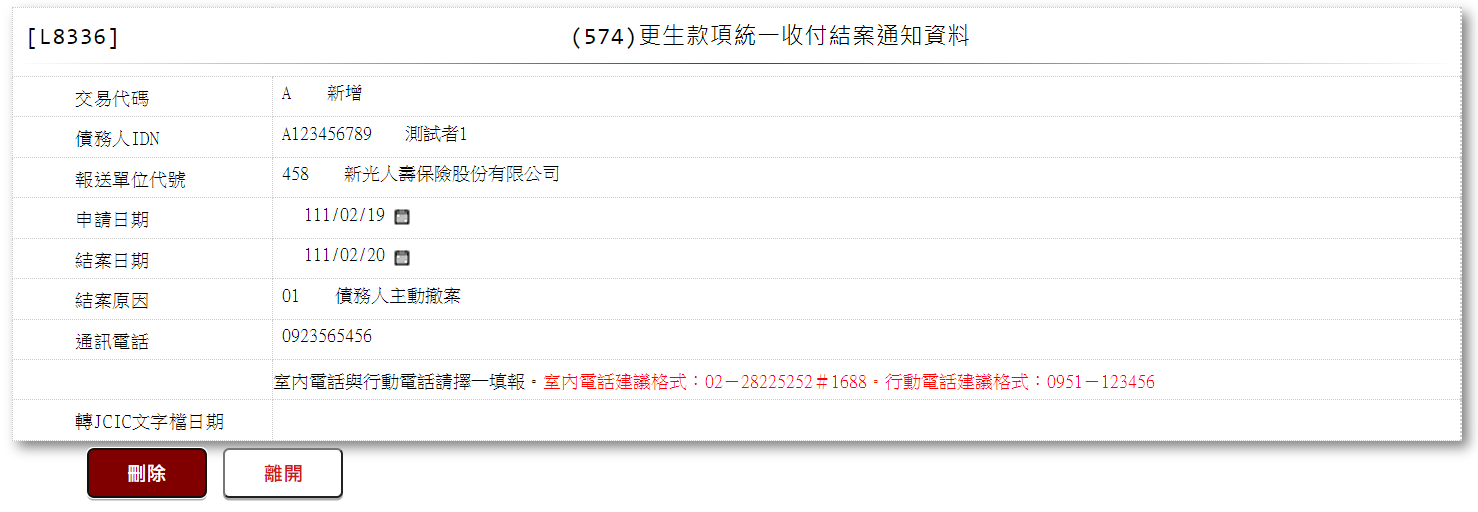 [L8336] (574)更生款項統一收付結案通知資料
交易代碼 A 新增
債務人IDN A123456789 測試者1
報送單位代號 458 新光人壽保險股份有限公司
申請日期 111/02/19
結案日期 111/02/20
結案原因 01 債務人主動撤案
通訊電話 0923565456
室內電話與行動電話請擇一填報。室內電話建議格式：02－28225252＃1688。行動電話建議格式：0951－123456
轉JCIC文字檔日期
刪除 離開